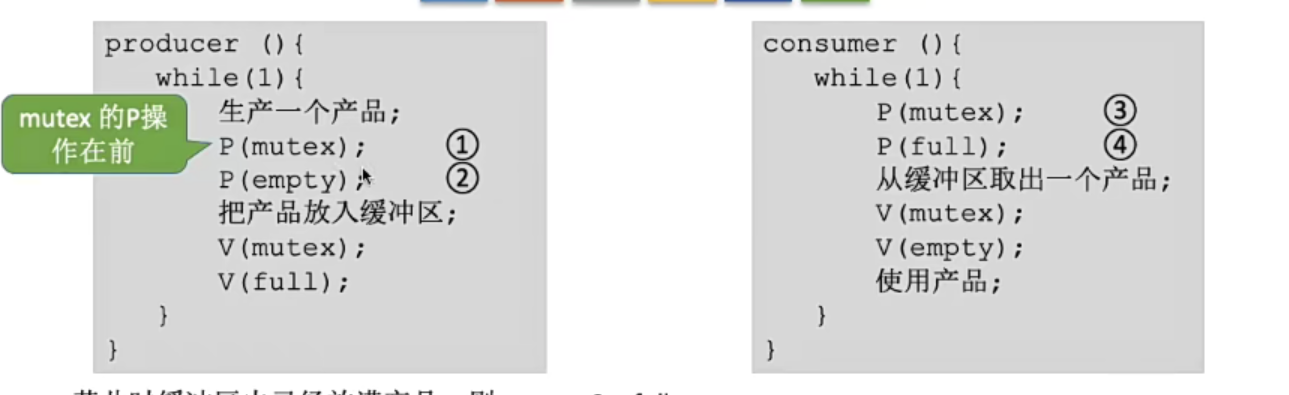 producer (){
while(1){
生产一个产品;
mutex 的P操
作在前
P(mutex); ①
P(empty); ②
把产品放入缓冲区;
V(mutex);
V(full);
}
}
consumer (){
while(1){
P(mutex); ③
P(full); ④
从缓冲区取出一个产品;
V(mutex);
V(empty);
使用产品;
}
}